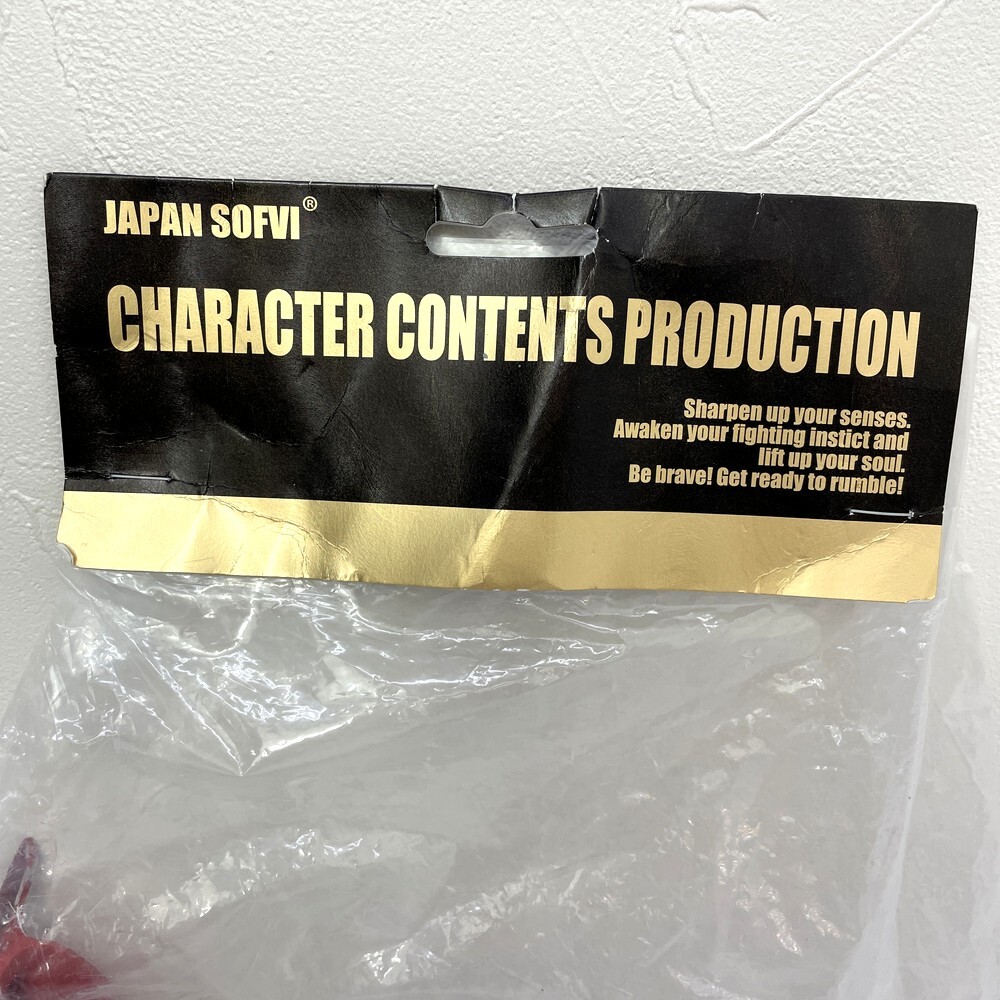 JAPAN SOFVI®
CHARACTER CONTENTS PRODUCTION
Sharpen up your senses.
Awaken your fighting instict and
lift up your soul.
Be brave! Get ready to rumble!